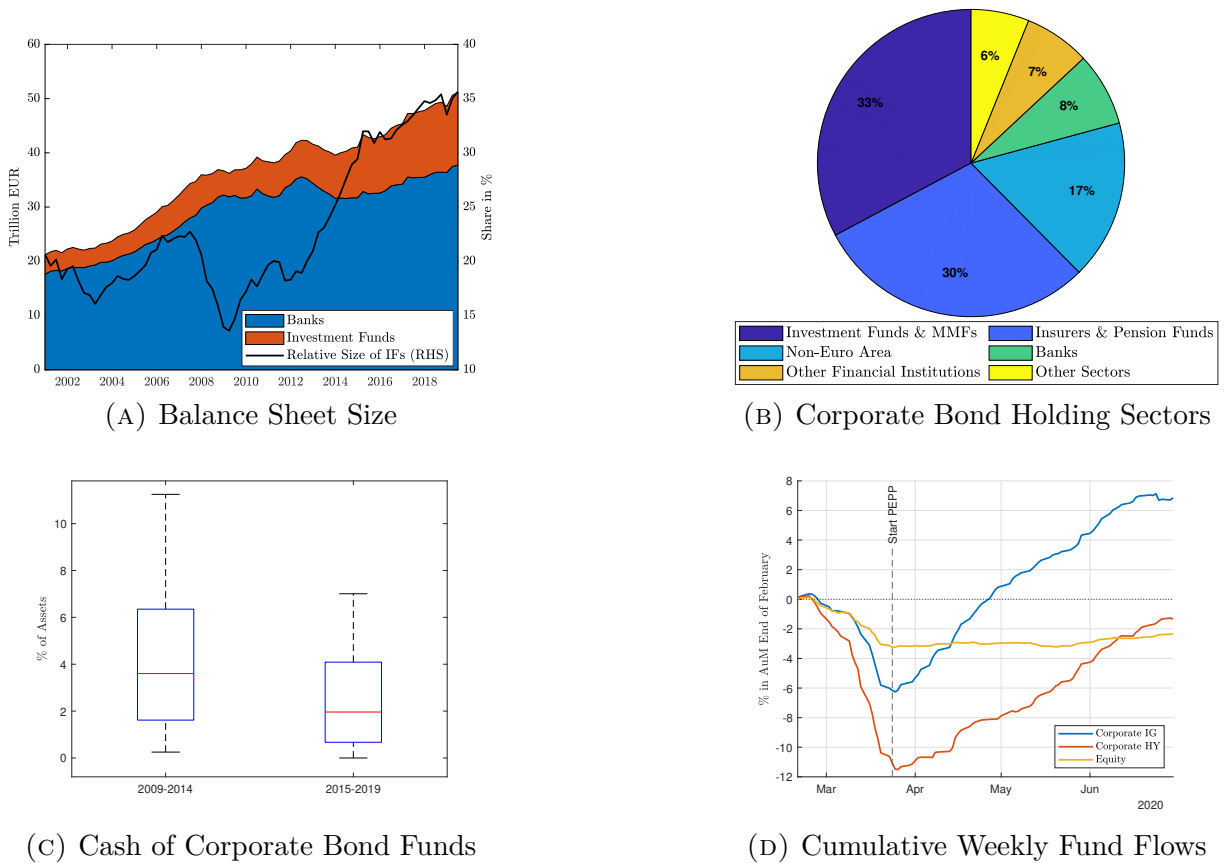 60
50
40
30
20
10
0
Trillion EUR
40
35
30
25
20
15
10
Share in %
2002 2004 2006 2008 2010 2012 2014 2016 2018
Banks
Investment Funds
Relative Size of IFs (RHS)
(A) Balance Sheet Size
6%
7%
8%
17%
30%
33%
Investment Funds & MMFs Insurers & Pension Funds
Non-Euro Area Banks
Other Financial Institutions Other Sectors
(B) Corporate Bond Holding Sectors
10
8
6
4
2
0
% of Assets
2009-2014 2015-2019
(C) Cash of Corporate Bond Funds
8
6
4
2
0
-2
-4
-6
-8
-10
-12
% in AuM End of February
Start PEPP
Corporate IG
Corporate HY
Equity
Mar Apr May Jun
2020
(D) Cumulative Weekly Fund Flows